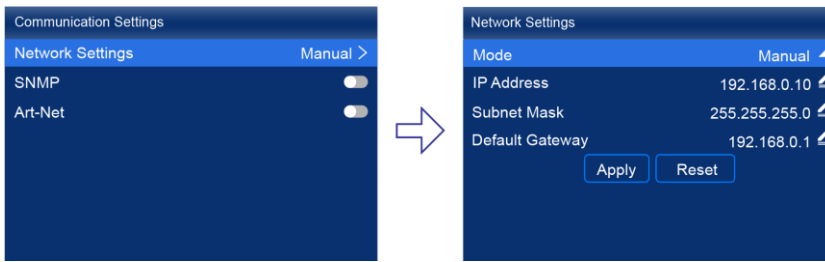 Communication Settings
Network Settings Manual >
SNMP
Art-Net
Network Settings
Mode Manual
IP Address 192.168.0.10
Subnet Mask 255.255.255.0
Default Gateway 192.168.0.1
Apply Reset